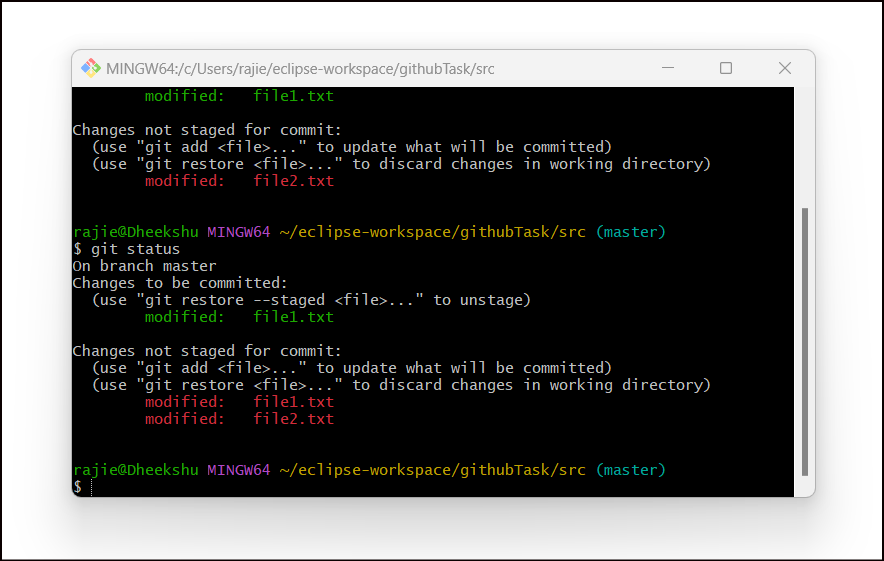 MINGW64:/c/Users/rajie/eclipse-workspace/githubTask/src
modified:   file1.txt
Changes not staged for commit:
(use "git add <file>..." to update what will be committed)
(use "git restore <file>..." to discard changes in working directory)
modified:   file2.txt
rajie@Dheekshu MINGW64 ~/eclipse-workspace/githubTask/src (master)
$ git status
On branch master
Changes to be committed:
(use "git restore --staged <file>..." to unstage)
modified:   file1.txt
Changes not staged for commit:
(use "git add <file>..." to update what will be committed)
(use "git restore <file>..." to discard changes in working directory)
modified:   file1.txt
modified:   file2.txt
rajie@Dheekshu MINGW64 ~/eclipse-workspace/githubTask/src (master)
$